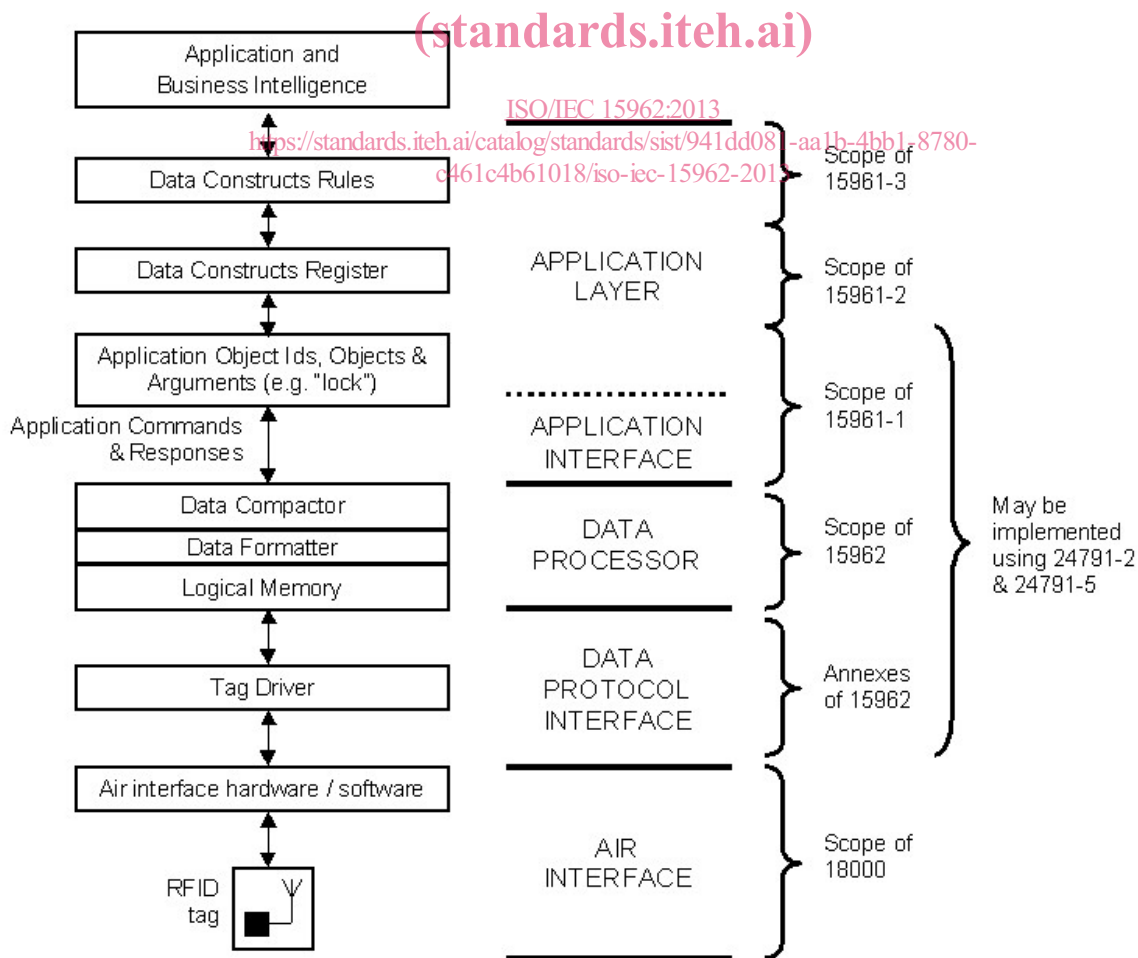 (standards.iteh.ai)
Application and
Business Intelligence
ISO/IEC 15962:2013
https://standards.iteh.ai/catalog/standards/sist/941dd081-aa1b-4bb1-8780-
c461c4b61018/iso-iec-15962-2013
Data Constructs Rules
Scope of
15961-3
Data Constructs Register
APPLICATION
LAYER
Scope of
15961-2
Application Object Ids, Objects &
Arguments (e.g. "lock")
Application Commands
& Responses
APPLICATION
INTERFACE
Scope of
15961-1
Data Compactor
Data Formatter
Logical Memory
DATA
PROCESSOR
Scope of
15962
May be
implemented
using 24791-2
& 24791-5
Tag Driver
DATA
PROTOCOL
INTERFACE
Annexes
of 15962
Air interface hardware / software
RFID
tag
AIR
INTERFACE
Scope of
18000